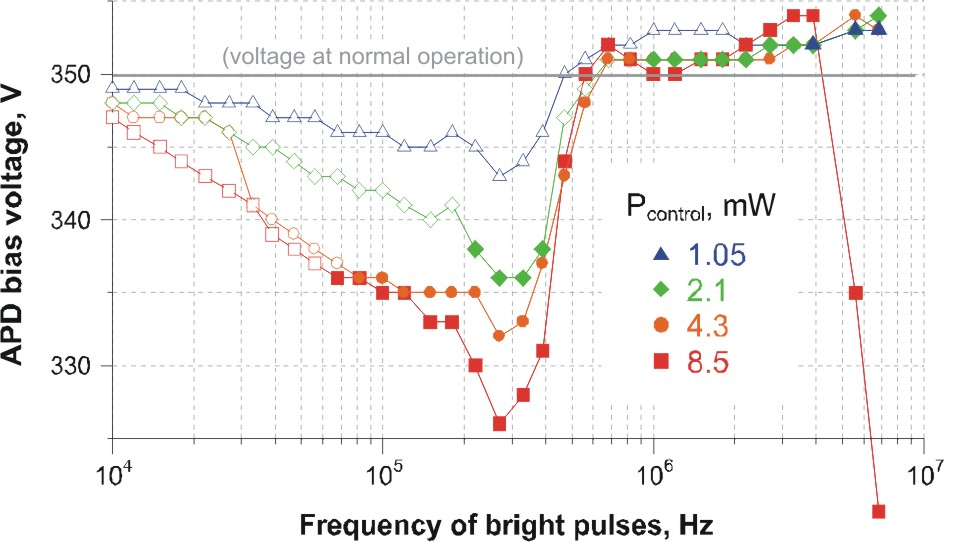 (voltage at normal operation)
350
340
330
APD bias voltage, V
P_control, mW
1.05
2.1
4.3
8.5
10^4
10^5
10^6
10^7
Frequency of bright pulses, Hz